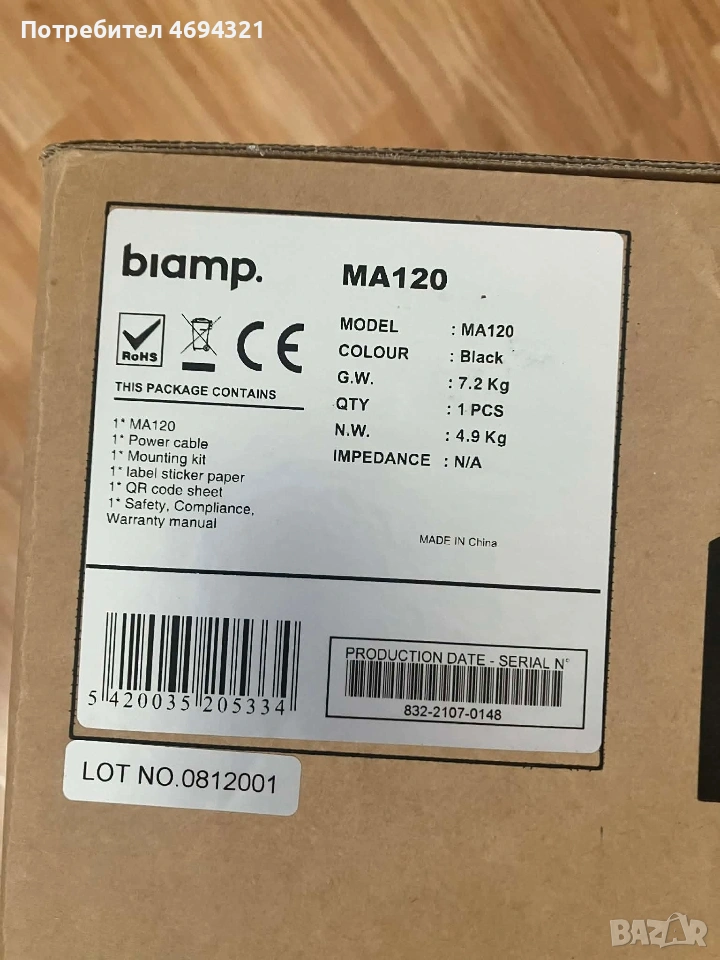 Потребител 4694321
biamp.
MA120
RoHS
CE
THIS PACKAGE CONTAINS
1* MA120
1* Power cable
1* Mounting kit
1* label sticker paper
1* QR code sheet
1* Safety, Compliance,
Warranty manual
MODEL : MA120
COLOUR : Black
G.W. : 7.2 Kg
QTY : 1 PCS
N.W. : 4.9 Kg
IMPEDANCE : N/A
MADE IN China
5 420035 205334
PRODUCTION DATE - SERIAL N°
832-2107-0148
LOT NO.0812001
BAZAR